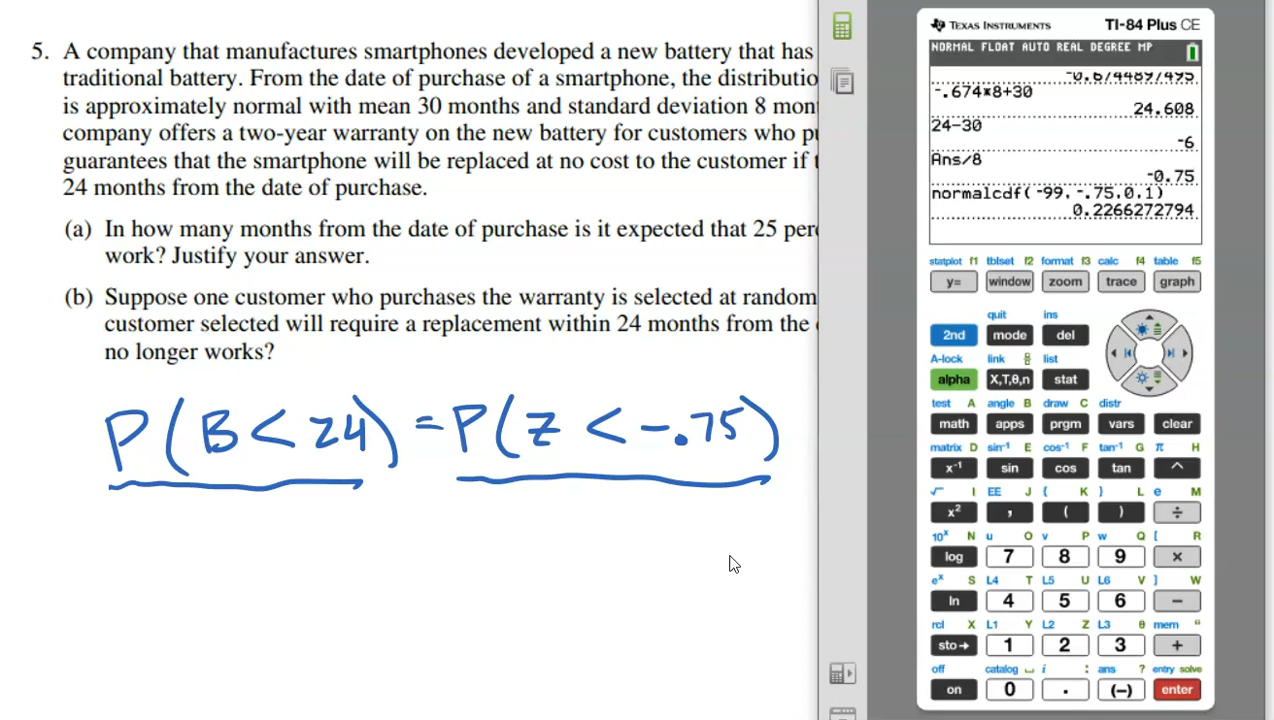 5. A company that manufactures smartphones developed a new battery that has
traditional battery. From the date of purchase of a smartphone, the distributio
is approximately normal with mean 30 months and standard deviation 8 mon
company offers a two-year warranty on the new battery for customers who pu
guarantees that the smartphone will be replaced at no cost to the customer if t
24 months from the date of purchase.
(a) In how many months from the date of purchase is it expected that 25 perc
work? Justify your answer.
(b) Suppose one customer who purchases the warranty is selected at random
customer selected will require a replacement within 24 months from the
no longer works?
P(B < 24) = P(Z < -.75)
TEXAS INSTRUMENTS TI-84 Plus CE
NORMAL FLOAT AUTO REAL DEGREE MP
-.674*8+30
24.608
24-30
-6
Ans/8
-0.75
normalcdf(-99,-.75,0,1)
0.2266272794
statplot f1 tblset f2 format f3 calc f4 table f5
y= window zoom trace graph
quit ins
2nd mode del
A-lock link list
alpha X,T,θ,n stat
test A angle B draw C distr
math apps prgm vars clear
matrix D sin⁻¹ E cos⁻¹ F tan⁻¹ G π H
x⁻¹ sin cos tan ^
√ I EE J { K } L e M
x² , ( ) ÷
10ˣ N u O v P w Q [ R
log 7 8 9 ×
eˣ S L4 T L5 U L6 V ] W
ln 4 5 6 −
rcl X L1 Y L2 Z L3 θ mem "
sto→ 1 2 3 +
off catalog ⎵ i : ans ? entry solve
on 0 . (−) enter